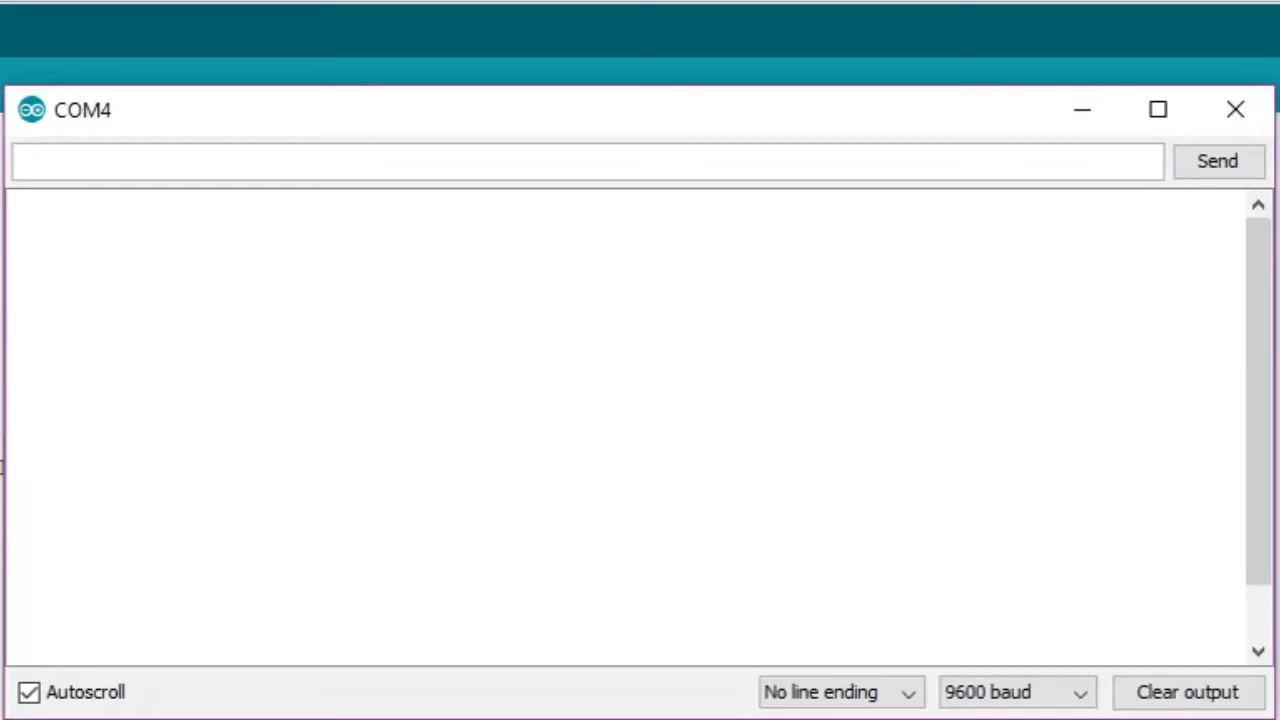 COM4
Send
Autoscroll
No line ending
9600 baud
Clear output